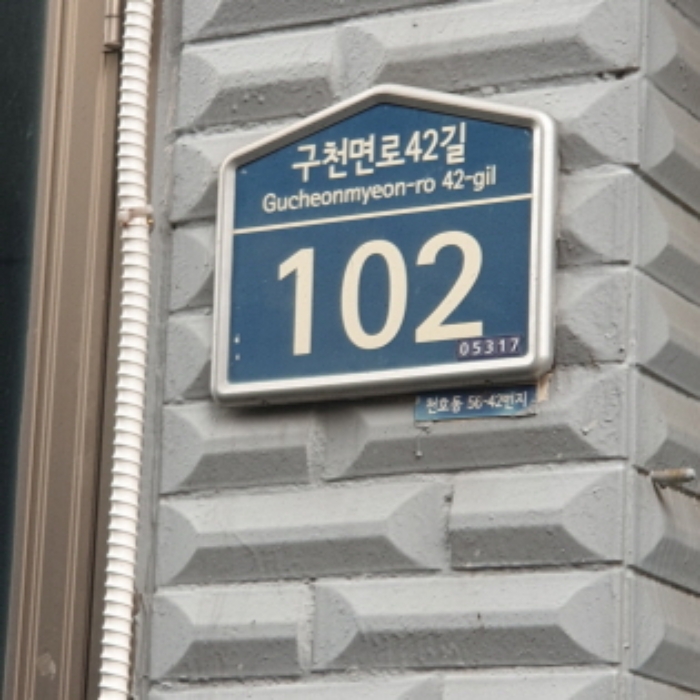 구천면로42길
Gucheonmyeon-ro 42-gil
102
05317
천호동 56-42번지